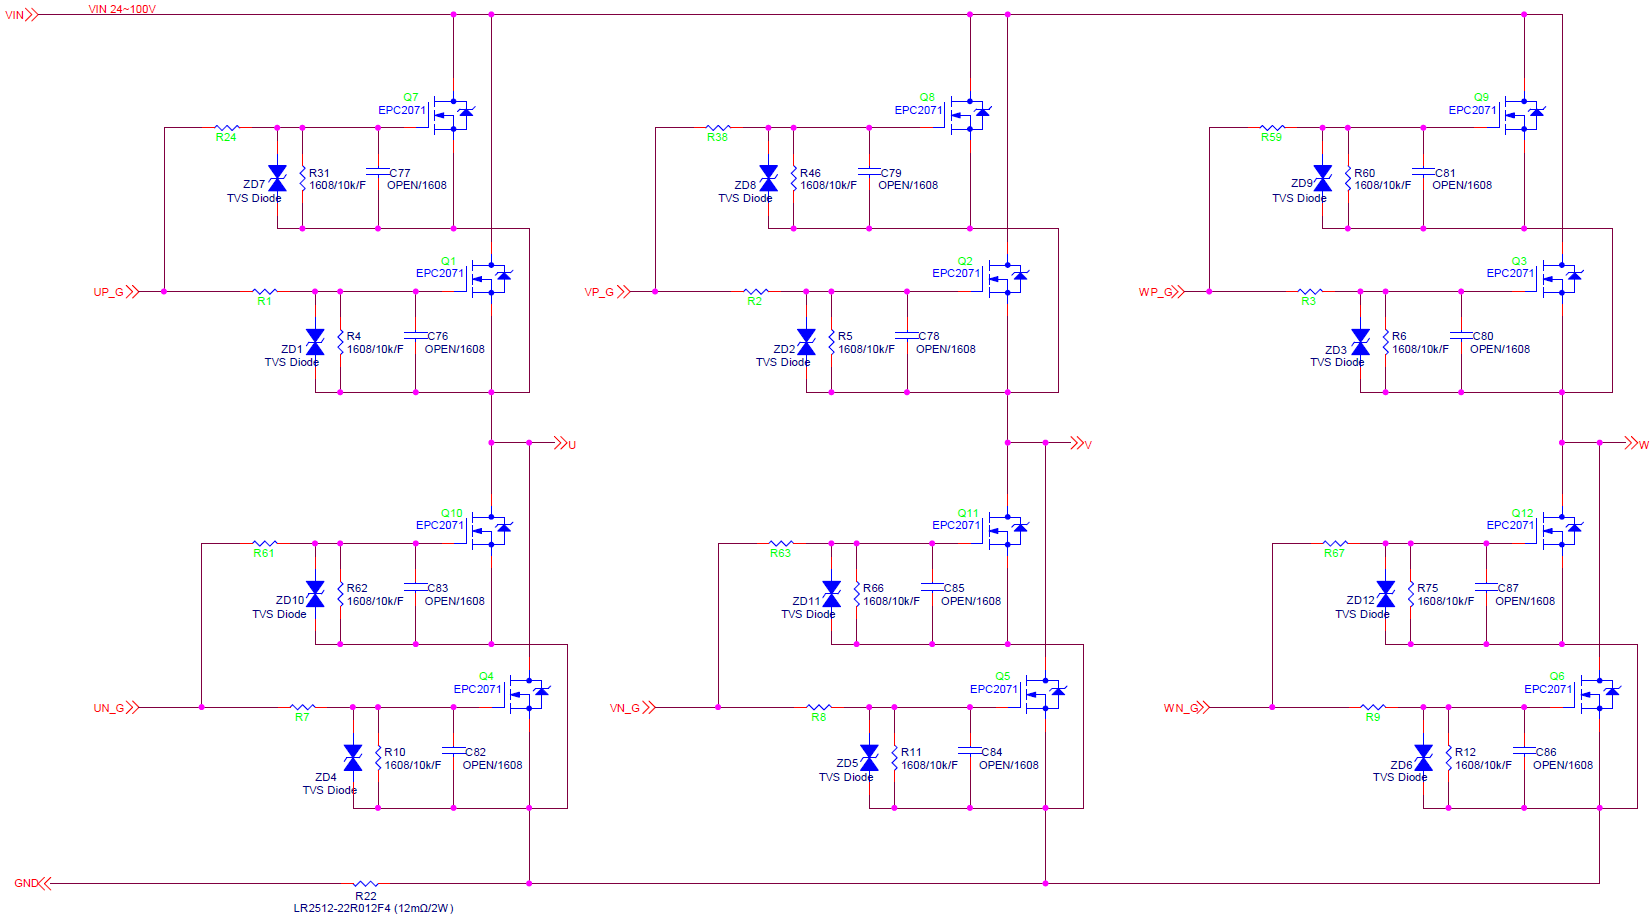 VIN
VIN 24~100V
Q7
EPC2071
R24
R31
1608/10k/F
C77
OPEN/1608
ZD7
TVS Diode
Q8
EPC2071
R38
R46
1608/10k/F
C79
OPEN/1608
ZD8
TVS Diode
Q9
EPC2071
R59
R60
1608/10k/F
C81
OPEN/1608
ZD9
TVS Diode
Q1
EPC2071
UP_G
R1
R4
1608/10k/F
C76
OPEN/1608
ZD1
TVS Diode
Q2
EPC2071
VP_G
R2
R5
1608/10k/F
C78
OPEN/1608
ZD2
TVS Diode
Q3
EPC2071
WP_G
R3
R6
1608/10k/F
C80
OPEN/1608
ZD3
TVS Diode
U
V
W
Q10
EPC2071
R61
R62
1608/10k/F
C83
OPEN/1608
ZD10
TVS Diode
Q11
EPC2071
R63
R66
1608/10k/F
C85
OPEN/1608
ZD11
TVS Diode
Q12
EPC2071
R67
R75
1608/10k/F
C87
OPEN/1608
ZD12
TVS Diode
Q4
EPC2071
UN_G
R7
R10
1608/10k/F
C82
OPEN/1608
ZD4
TVS Diode
Q5
EPC2071
VN_G
R8
R11
1608/10k/F
C84
OPEN/1608
ZD5
TVS Diode
Q6
EPC2071
WN_G
R9
R12
1608/10k/F
C86
OPEN/1608
ZD6
TVS Diode
GND
R22
LR2512-22R012F4 (12mΩ/2W)